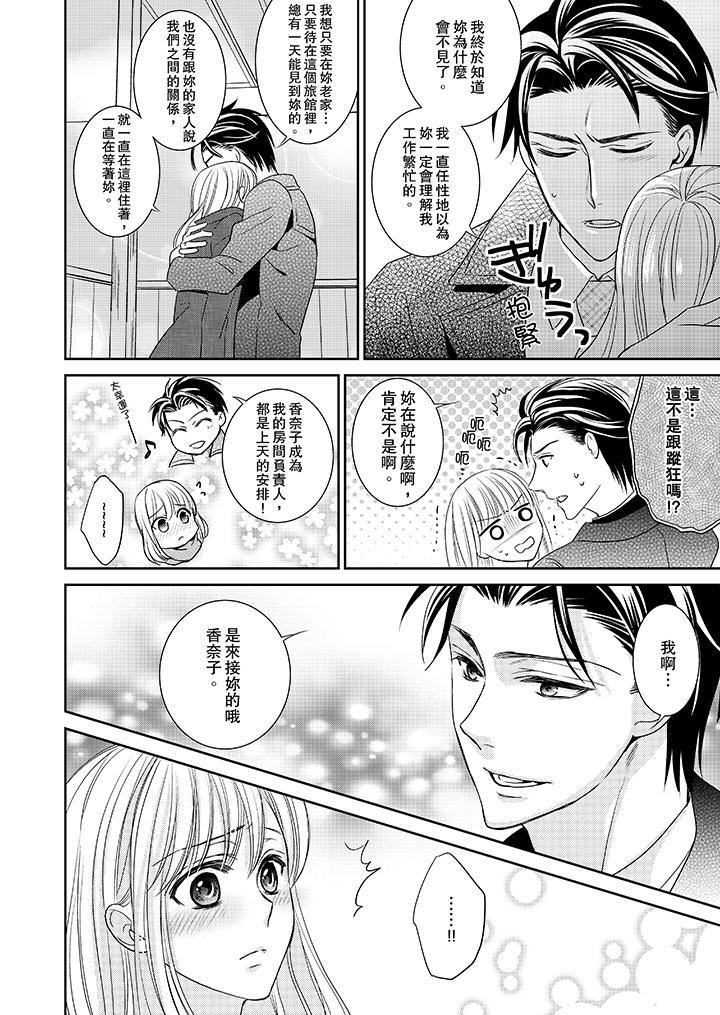 我終於知道
妳為什麼
會不見了。
我一直任性地以為
妳一定會理解我
工作繁忙的。
ぎゅうっ
抱緊
我想只要在妳老家…
只要待在這個旅館裡，
總有一天能見到妳的。
也沒有跟妳的家人說
我們之間的關係，
就一直在這裡住著，
一直在等著妳。
這…
這不是跟蹤狂嗎!?
呃呃
呃呃
妳在說什麼啊，
肯定不是啊。
香奈子成為
我的房間負責人，
都是上天的安排！
太幸運了——♪
~~~~
我啊…
是來接妳的哦
香奈子。
……!!